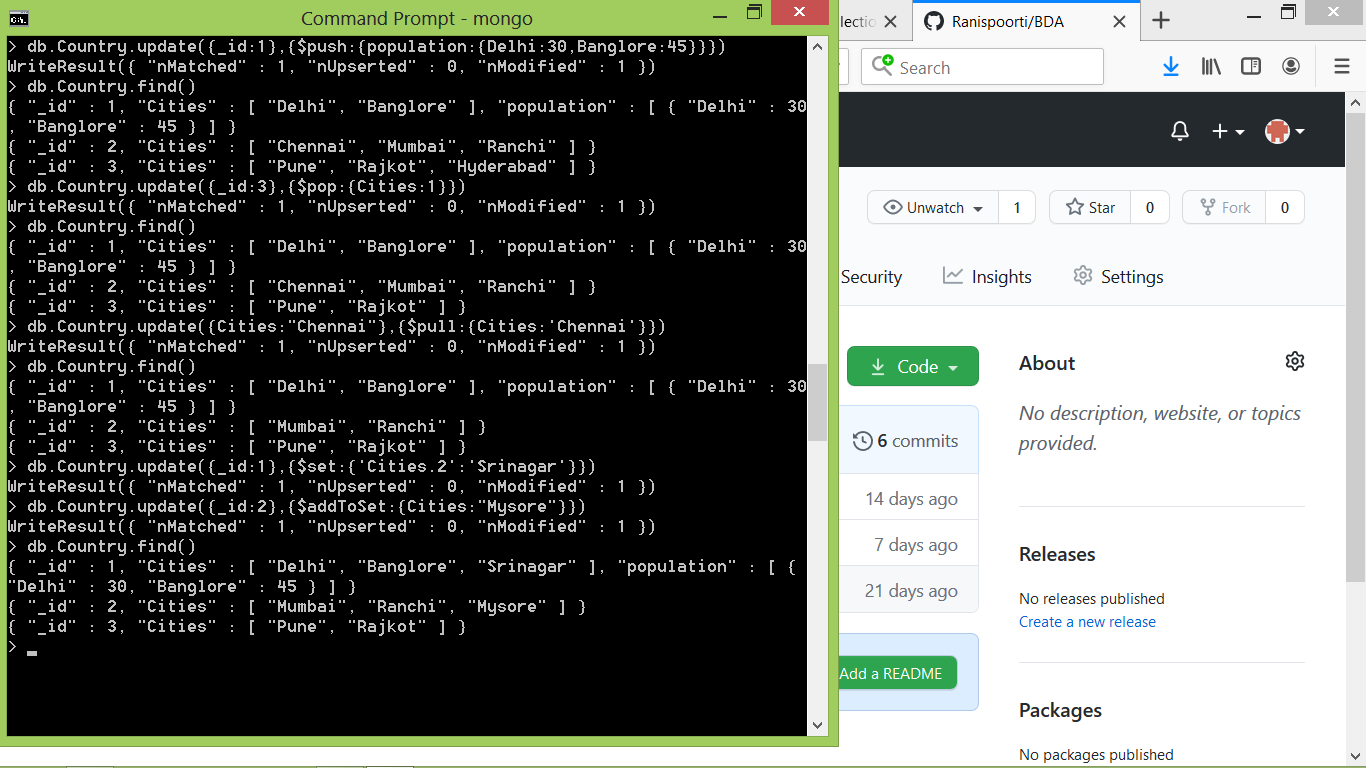 Command Prompt - mongo
> db.Country.update({_id:1},{$push:{population:{Delhi:30,Banglore:45}}})
WriteResult({ "nMatched" : 1, "nUpserted" : 0, "nModified" : 1 })
> db.Country.find()
{ "_id" : 1, "Cities" : [ "Delhi", "Banglore" ], "population" : [ { "Delhi" : 30
, "Banglore" : 45 } ] }
{ "_id" : 2, "Cities" : [ "Chennai", "Mumbai", "Ranchi" ] }
{ "_id" : 3, "Cities" : [ "Pune", "Rajkot", "Hyderabad" ] }
> db.Country.update({_id:3},{$pop:{Cities:1}})
WriteResult({ "nMatched" : 1, "nUpserted" : 0, "nModified" : 1 })
> db.Country.find()
{ "_id" : 1, "Cities" : [ "Delhi", "Banglore" ], "population" : [ { "Delhi" : 30
, "Banglore" : 45 } ] }
{ "_id" : 2, "Cities" : [ "Chennai", "Mumbai", "Ranchi" ] }
{ "_id" : 3, "Cities" : [ "Pune", "Rajkot" ] }
> db.Country.update({Cities:"Chennai"},{$pull:{Cities:'Chennai'}})
WriteResult({ "nMatched" : 1, "nUpserted" : 0, "nModified" : 1 })
> db.Country.find()
{ "_id" : 1, "Cities" : [ "Delhi", "Banglore" ], "population" : [ { "Delhi" : 30
, "Banglore" : 45 } ] }
{ "_id" : 2, "Cities" : [ "Mumbai", "Ranchi" ] }
{ "_id" : 3, "Cities" : [ "Pune", "Rajkot" ] }
> db.Country.update({_id:1},{$set:{'Cities.2':'Srinagar'}})
WriteResult({ "nMatched" : 1, "nUpserted" : 0, "nModified" : 1 })
> db.Country.update({_id:2},{$addToSet:{Cities:"Mysore"}})
WriteResult({ "nMatched" : 1, "nUpserted" : 0, "nModified" : 1 })
> db.Country.find()
{ "_id" : 1, "Cities" : [ "Delhi", "Banglore", "Srinagar" ], "population" : [ {
"Delhi" : 30, "Banglore" : 45 } ] }
{ "_id" : 2, "Cities" : [ "Mumbai", "Ranchi", "Mysore" ] }
{ "_id" : 3, "Cities" : [ "Pune", "Rajkot" ] }
> _
lectio
Ranispoorti/BDA
Search
Unwatch 1 Star 0 Fork 0
Security Insights Settings
Code
6 commits
14 days ago
7 days ago
21 days ago
Add a README
About
No description, website, or topics
provided.
Releases
No releases published
Create a new release
Packages
No packages published